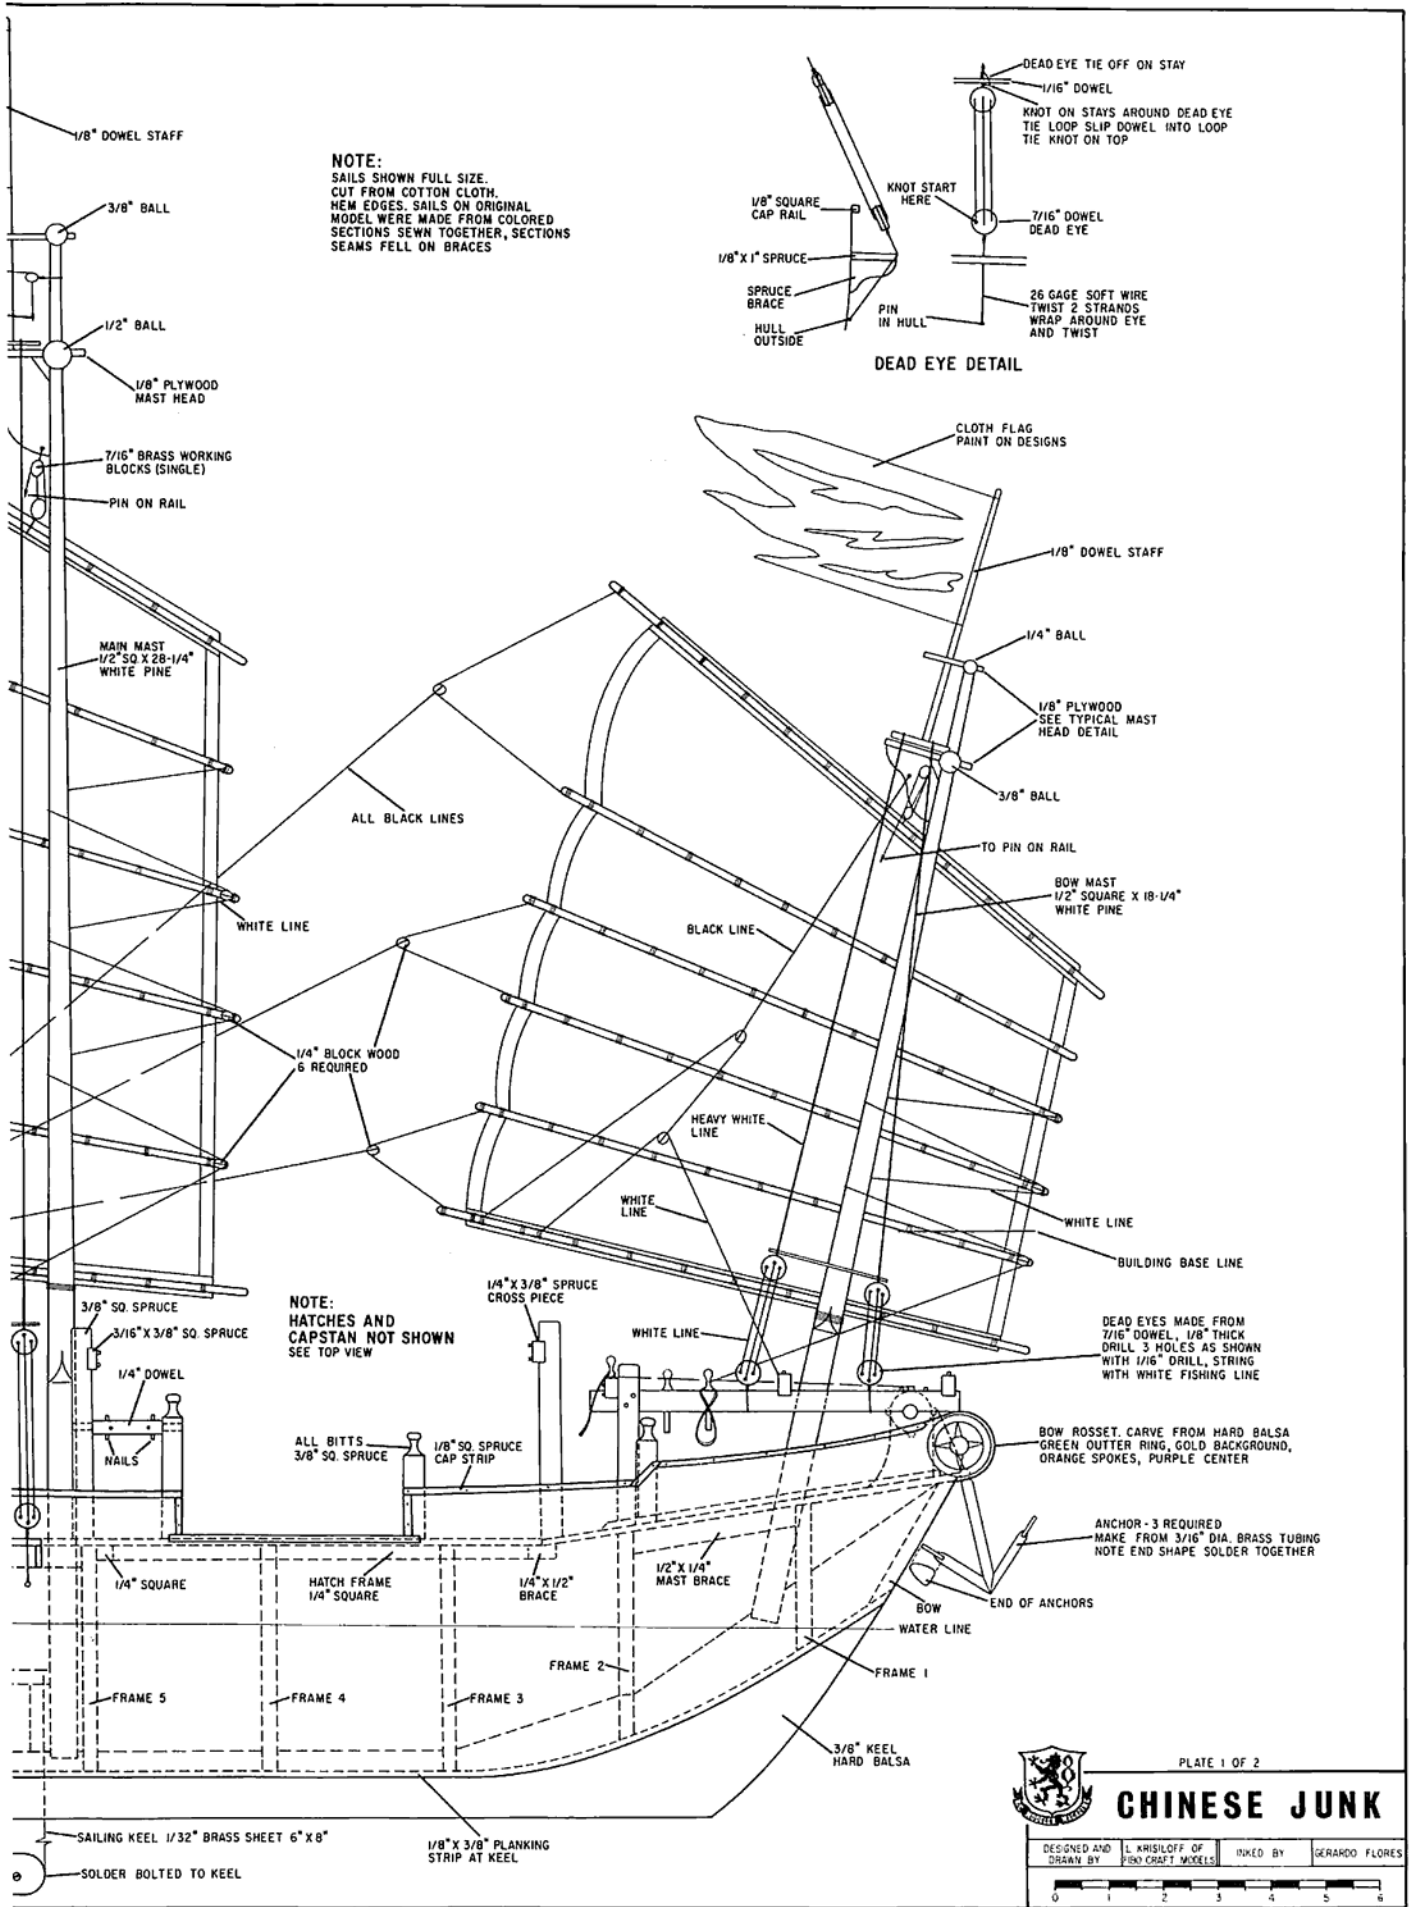 DEAD EYE TIE OFF ON STAY
1/16" DOWEL
KNOT ON STAYS AROUND DEAD EYE
TIE LOOP SLIP DOWEL INTO LOOP
TIE KNOT ON TOP
1/8" DOWEL STAFF
NOTE:
SAILS SHOWN FULL SIZE.
CUT FROM COTTON CLOTH.
HEM EDGES. SAILS ON ORIGINAL
MODEL WERE MADE FROM COLORED
SECTIONS SEWN TOGETHER, SECTIONS
SEAMS FELL ON BRACES
3/8" BALL
1/8" SQUARE
CAP RAIL
KNOT START
HERE
7/16" DOWEL
DEAD EYE
1/8" X 1" SPRUCE
SPRUCE
BRACE
PIN
IN HULL
26 GAGE SOFT WIRE
TWIST 2 STRANDS
WRAP AROUND EYE
AND TWIST
HULL
OUTSIDE
DEAD EYE DETAIL
1/2" BALL
1/8" PLYWOOD
MAST HEAD
7/16" BRASS WORKING
BLOCKS (SINGLE)
PIN ON RAIL
CLOTH FLAG
PAINT ON DESIGNS
1/8" DOWEL STAFF
1/4" BALL
MAIN MAST
1/2" SQ. X 28-1/4"
WHITE PINE
1/8" PLYWOOD
SEE TYPICAL MAST
HEAD DETAIL
3/8" BALL
ALL BLACK LINES
TO PIN ON RAIL
BOW MAST
1/2" SQUARE X 18-1/4"
WHITE PINE
WHITE LINE
BLACK LINE
1/4" BLOCK WOOD
6 REQUIRED
HEAVY WHITE
LINE
WHITE
LINE
WHITE LINE
BUILDING BASE LINE
3/8" SQ. SPRUCE
3/16" X 3/8" SQ. SPRUCE
1/4" DOWEL
NAILS
NOTE:
HATCHES AND
CAPSTAN NOT SHOWN
SEE TOP VIEW
1/4" X 3/8" SPRUCE
CROSS PIECE
WHITE LINE
DEAD EYES MADE FROM
7/16" DOWEL, 1/8" THICK
DRILL 3 HOLES AS SHOWN
WITH 1/16" DRILL, STRING
WITH WHITE FISHING LINE
ALL BITTS
3/8" SQ. SPRUCE
1/8" SQ. SPRUCE
CAP STRIP
BOW ROSSET. CARVE FROM HARD BALSA
GREEN OUTTER RING, GOLD BACKGROUND,
ORANGE SPOKES, PURPLE CENTER
ANCHOR - 3 REQUIRED
MAKE FROM 3/16" DIA. BRASS TUBING
NOTE END SHAPE SOLDER TOGETHER
1/4" SQUARE
HATCH FRAME
1/4" SQUARE
1/4" X 1/2"
BRACE
1/2" X 1/4"
MAST BRACE
BOW
END OF ANCHORS
WATER LINE
FRAME 5
FRAME 4
FRAME 3
FRAME 2
FRAME 1
3/8" KEEL
HARD BALSA
SAILING KEEL 1/32" BRASS SHEET 6" X 8"
SOLDER BOLTED TO KEEL
1/8" X 3/8" PLANKING
STRIP AT KEEL
PLATE 1 OF 2
CHINESE JUNK
DESIGNED AND
DRAWN BY
L. KRISILOFF OF
CRAFT MODELS
INKED BY
GERARDO FLORES
0 1 2 3 4 5 6